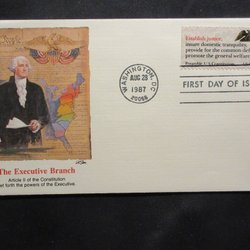 Establish justice,
insure domestic tranquility,
provide for the common defense,
promote the general welfare
Preamble, U.S. Constitution
WASHINGTON, DC
AUG 28
1987
20066
FIRST DAY OF IS
The Executive Branch
Article II of the Constitution
set forth the powers of the Executive